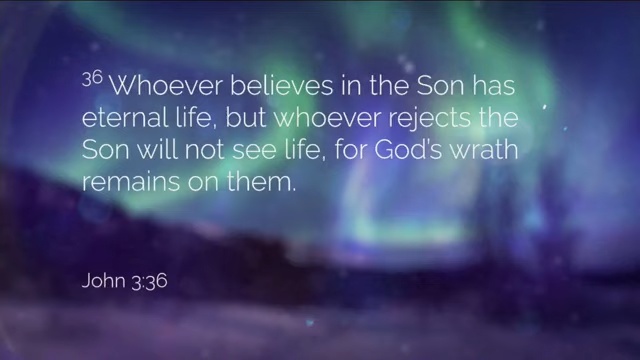 36 Whoever believes in the Son has
eternal life, but whoever rejects the
Son will not see life, for God's wrath
remains on them.
John 3:36